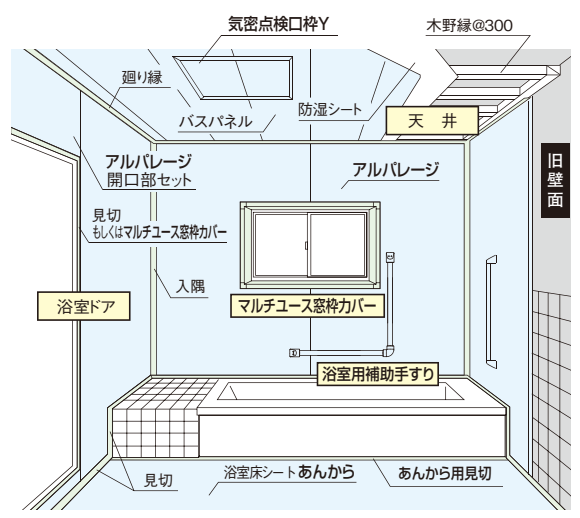 気密点検口枠Y
木野縁@300
廻り縁
バスパネル
防湿シート
天井
アルパレージ
開口部セット
アルパレージ
旧壁面
見切
もしくはマルチユース窓枠カバー
入隅
浴室ドア
マルチユース窓枠カバー
浴室用補助手すり
見切
浴室床シートあんから
あんから用見切